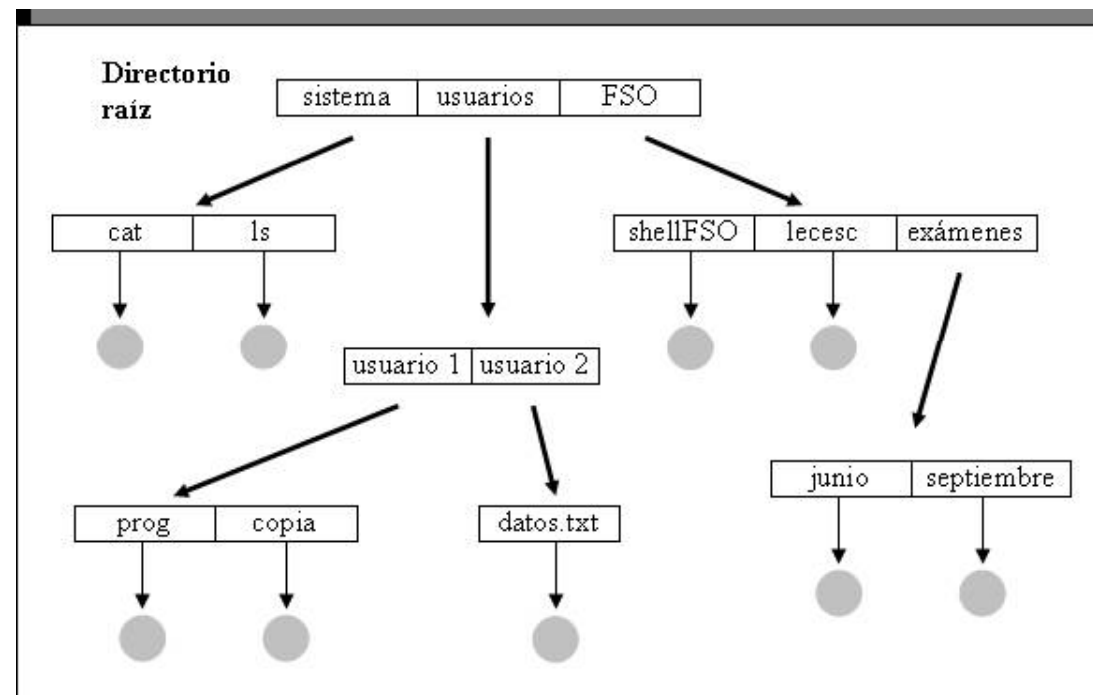 Directorio
raíz
sistema usuarios FSO
cat ls
shellFSO lecesc exámenes
usuario 1 usuario 2
junio septiembre
prog copia
datos.txt